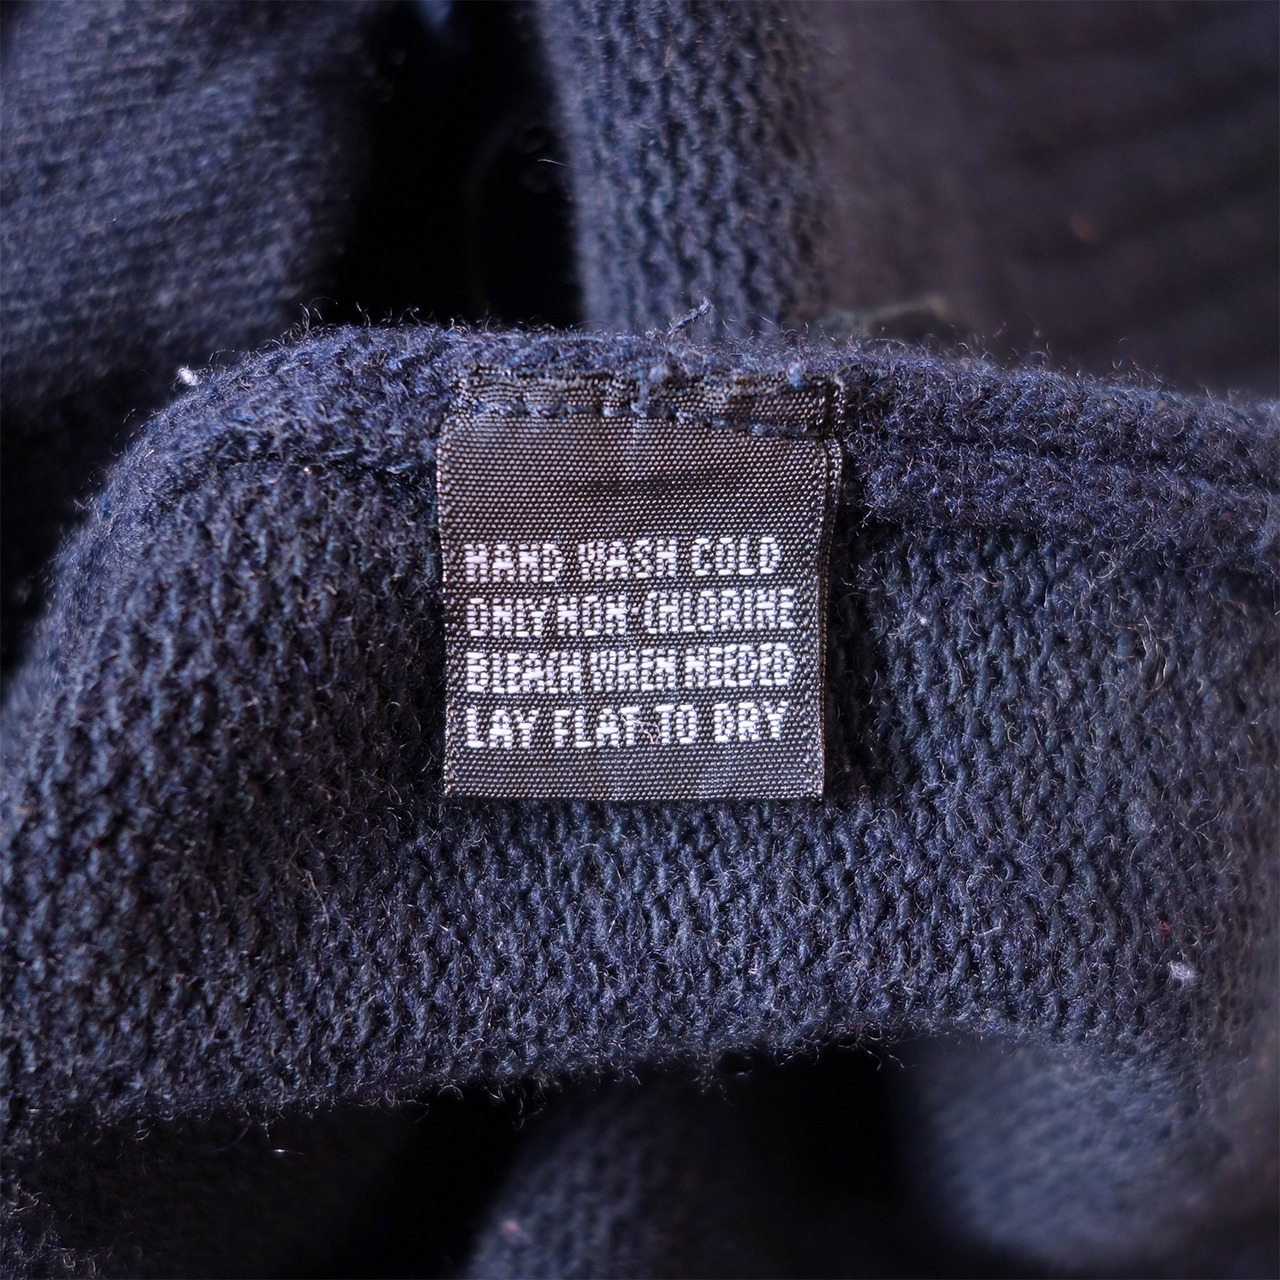 HAND WASH COLD
ONLY NON-CHLORINE
BLEACH WHEN NEEDED
LAY FLAT TO DRY